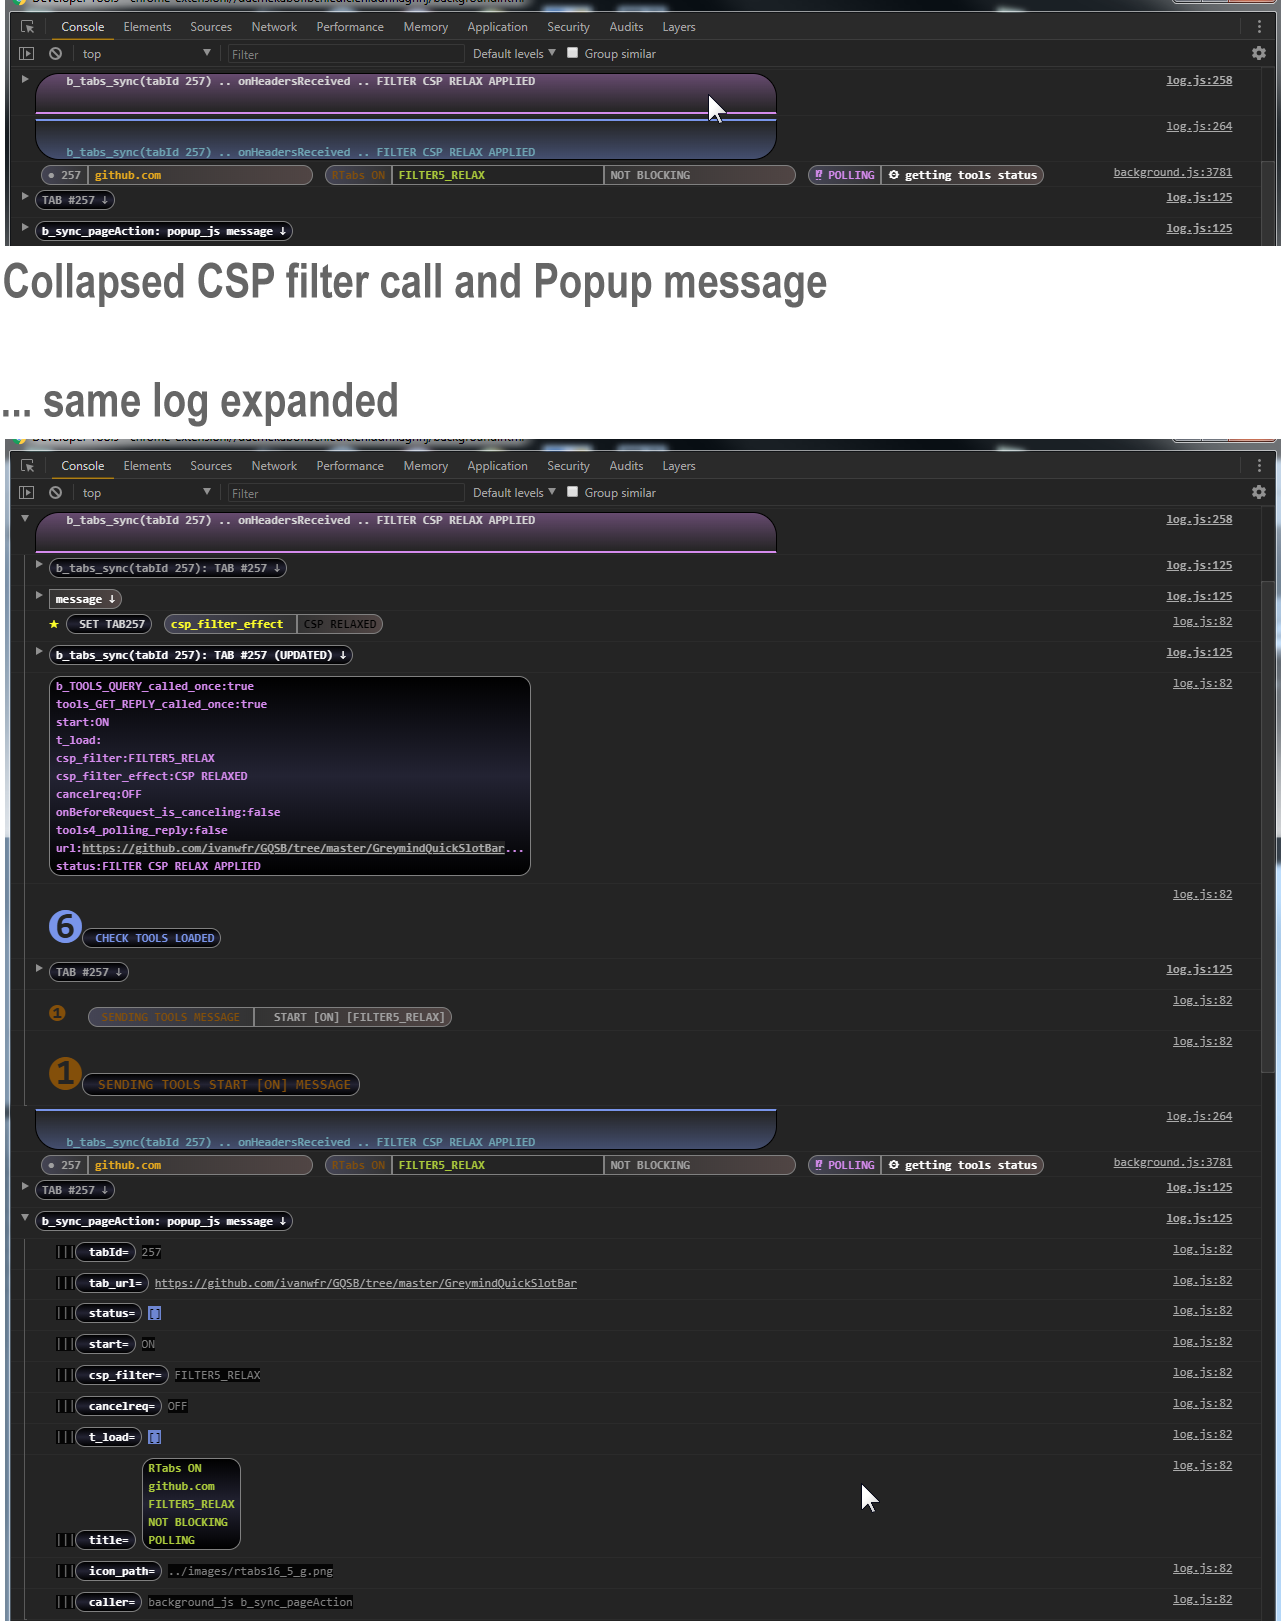 Console Elements Sources Network Performance Memory Application Security Audits Layers
top Filter Default levels Group similar
b_tabs_sync(tabId 257) .. onHeadersReceived .. FILTER CSP RELAX APPLIED log.js:258
log.js:264
b_tabs_sync(tabId 257) .. onHeadersReceived .. FILTER CSP RELAX APPLIED
● 257 github.com RTabs ON FILTER5_RELAX NOT BLOCKING ⁉ POLLING ⚙ getting tools status background.js:3781
TAB #257 ↓ log.js:125
b_sync_pageAction: popup_js message ↓ log.js:125
Collapsed CSP filter call and Popup message
... same log expanded
Console Elements Sources Network Performance Memory Application Security Audits Layers
top Filter Default levels Group similar
b_tabs_sync(tabId 257) .. onHeadersReceived .. FILTER CSP RELAX APPLIED log.js:258
b_tabs_sync(tabId 257): TAB #257 ↓ log.js:125
message ↓ log.js:125
★ SET TAB257 csp_filter_effect CSP RELAXED log.js:82
b_tabs_sync(tabId 257): TAB #257 (UPDATED) ↓ log.js:125
b_TOOLS_QUERY_called_once:true log.js:82
tools_GET_REPLY_called_once:true
start:ON
t_load:
csp_filter:FILTER5_RELAX
csp_filter_effect:CSP RELAXED
cancelreq:OFF
onBeforeRequest_is_canceling:false
tools4_polling_reply:false
url:https://github.com/ivanwfr/GQSB/tree/master/GreymindQuickSlotBar...
status:FILTER CSP RELAX APPLIED
log.js:82
❻ CHECK TOOLS LOADED
TAB #257 ↓ log.js:125
log.js:82
❶ SENDING TOOLS MESSAGE START [ON] [FILTER5_RELAX]
log.js:82
❶ SENDING TOOLS START [ON] MESSAGE
log.js:264
b_tabs_sync(tabId 257) .. onHeadersReceived .. FILTER CSP RELAX APPLIED
● 257 github.com RTabs ON FILTER5_RELAX NOT BLOCKING ⁉ POLLING ⚙ getting tools status background.js:3781
TAB #257 ↓ log.js:125
b_sync_pageAction: popup_js message ↓ log.js:125
|||tabId= 257 log.js:82
|||tab_url= https://github.com/ivanwfr/GQSB/tree/master/GreymindQuickSlotBar log.js:82
|||status= [] log.js:82
|||start= ON log.js:82
|||csp_filter= FILTER5_RELAX log.js:82
|||cancelreq= OFF log.js:82
|||t_load= [] log.js:82
RTabs ON log.js:82
github.com
FILTER5_RELAX
NOT BLOCKING
|||title= POLLING
|||icon_path= ../images/rtabs16_5_g.png log.js:82
|||caller= background_js b_sync_pageAction log.js:82